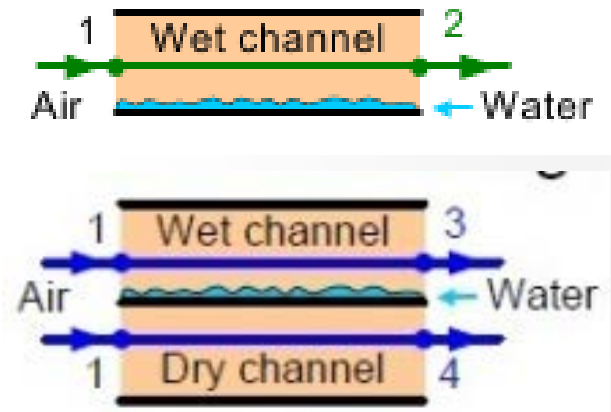 1 Wet channel 2
Air Water
1 Wet channel 3
Air Water
1 Dry channel 4